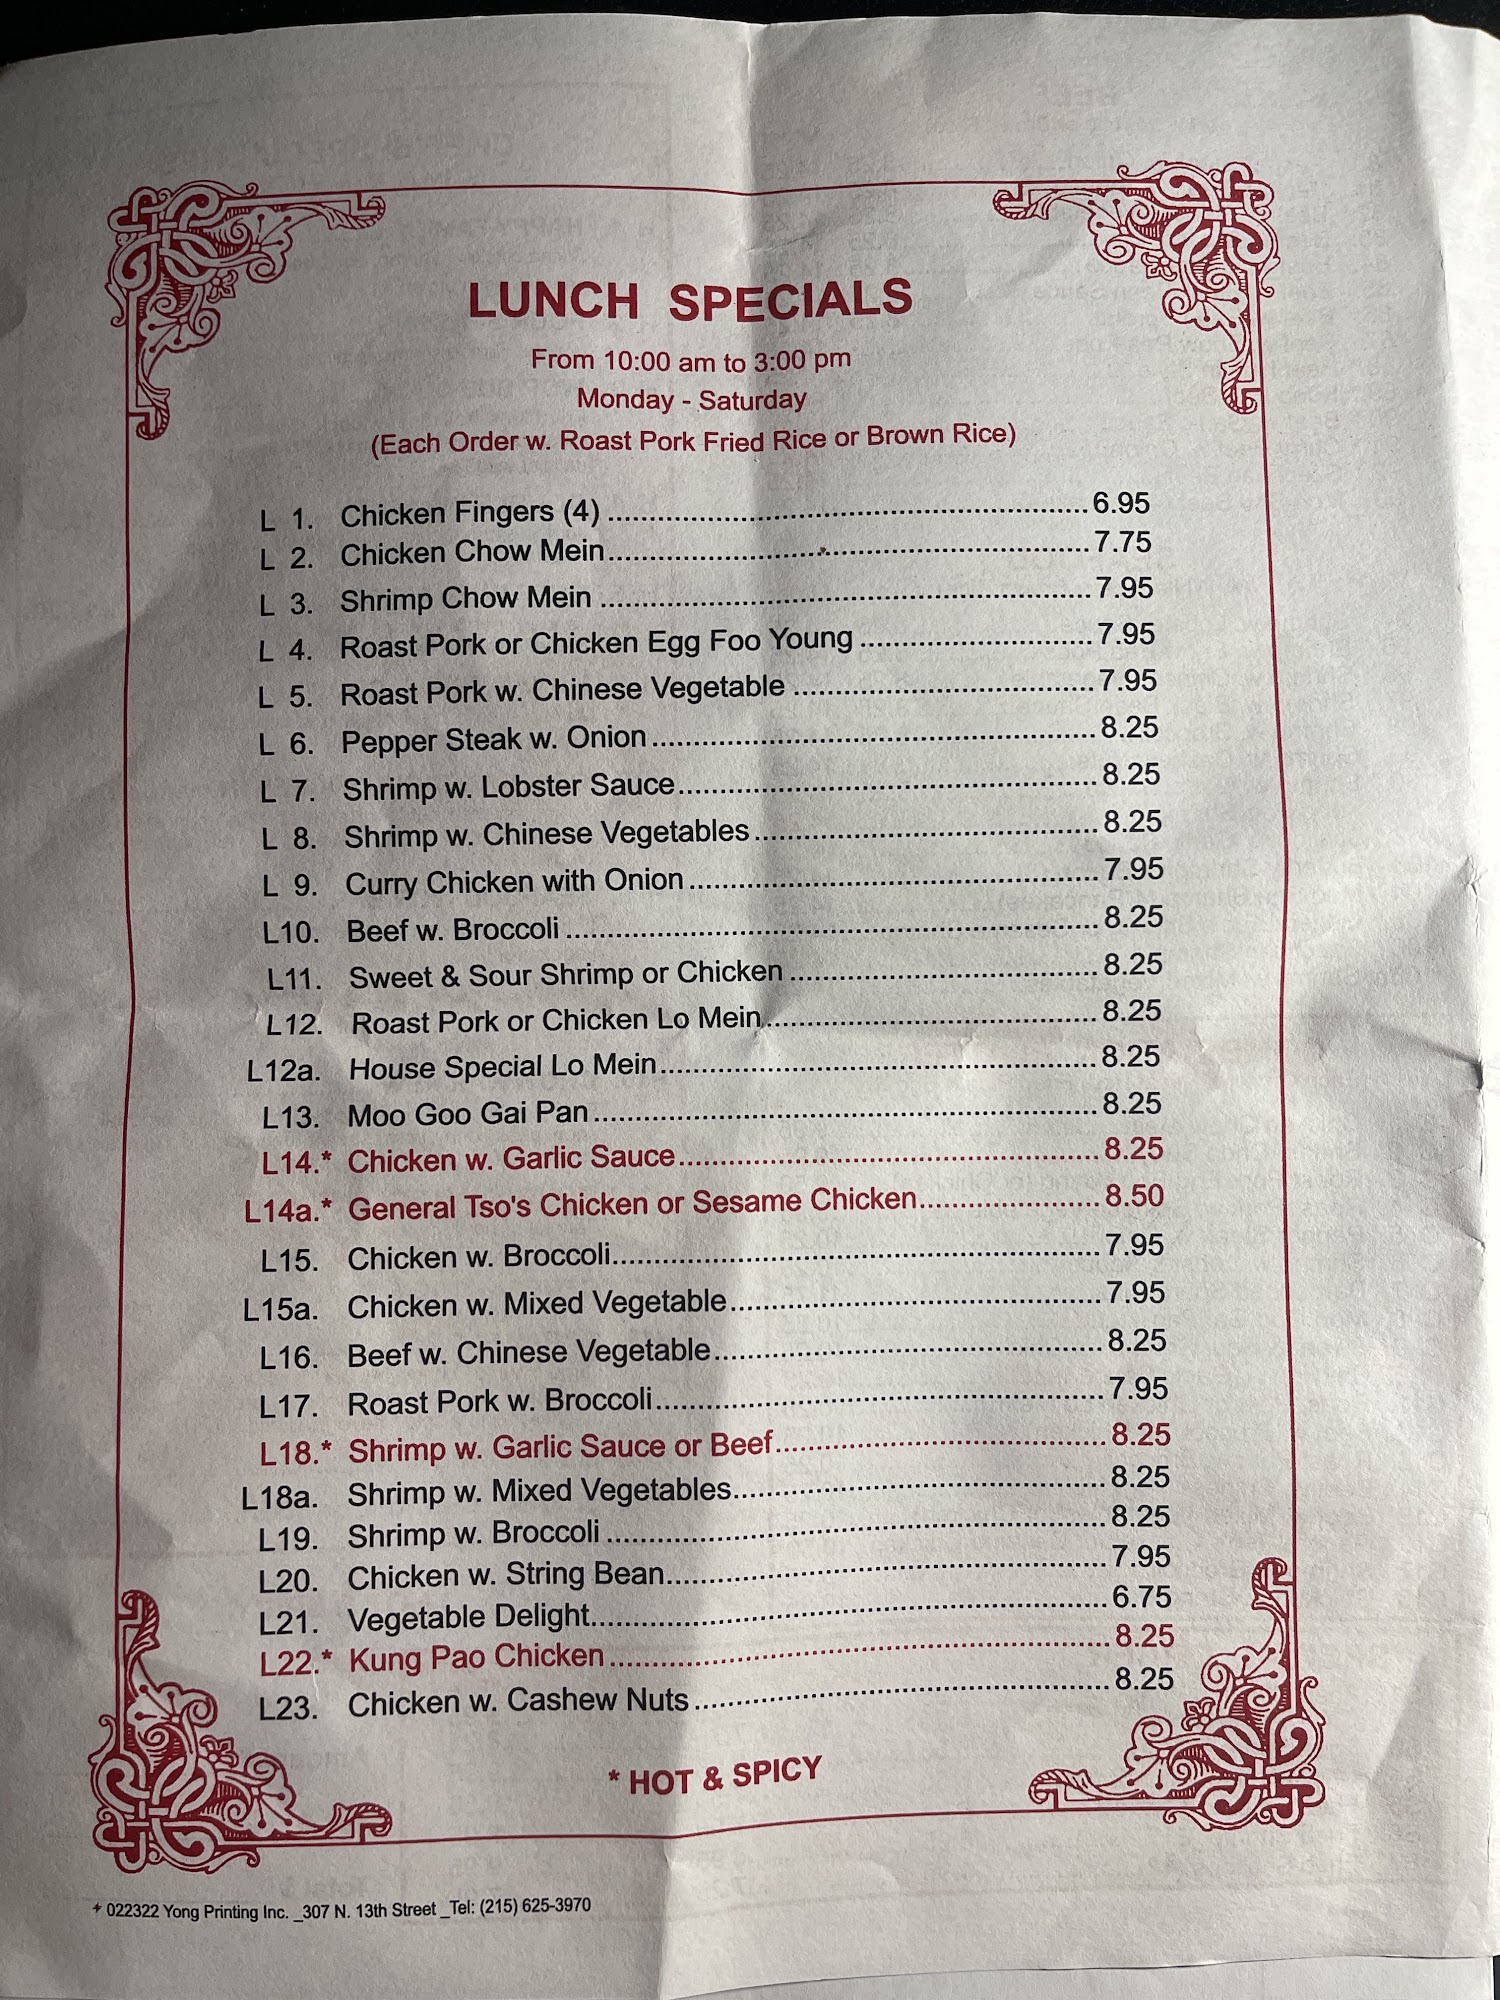 LUNCH SPECIALS
From 10:00 am to 3:00 pm
Monday - Saturday
(Each Order w. Roast Pork Fried Rice or Brown Rice)
L 1. Chicken Fingers (4) 6.95
L 2. Chicken Chow Mein 7.75
L 3. Shrimp Chow Mein 7.95
L 4. Roast Pork or Chicken Egg Foo Young 7.95
L 5. Roast Pork w. Chinese Vegetable 7.95
L 6. Pepper Steak w. Onion 8.25
L 7. Shrimp w. Lobster Sauce 8.25
L 8. Shrimp w. Chinese Vegetables 8.25
L 9. Curry Chicken with Onion 7.95
L10. Beef w. Broccoli 8.25
L11. Sweet & Sour Shrimp or Chicken 8.25
L12. Roast Pork or Chicken Lo Mein 8.25
L12a. House Special Lo Mein 8.25
L13. Moo Goo Gai Pan 8.25
L14.* Chicken w. Garlic Sauce 8.25
L14a.* General Tso's Chicken or Sesame Chicken 8.50
L15. Chicken w. Broccoli 7.95
L15a. Chicken w. Mixed Vegetable 7.95
L16. Beef w. Chinese Vegetable 8.25
L17. Roast Pork w. Broccoli 7.95
L18.* Shrimp w. Garlic Sauce or Beef 8.25
L18a. Shrimp w. Mixed Vegetables 8.25
L19. Shrimp w. Broccoli 8.25
L20. Chicken w. String Bean 7.95
L21. Vegetable Delight 6.75
L22.* Kung Pao Chicken 8.25
L23. Chicken w. Cashew Nuts 8.25
* HOT & SPICY
* 022322 Yong Printing Inc. _307 N. 13th Street _Tel: (215) 625-3970